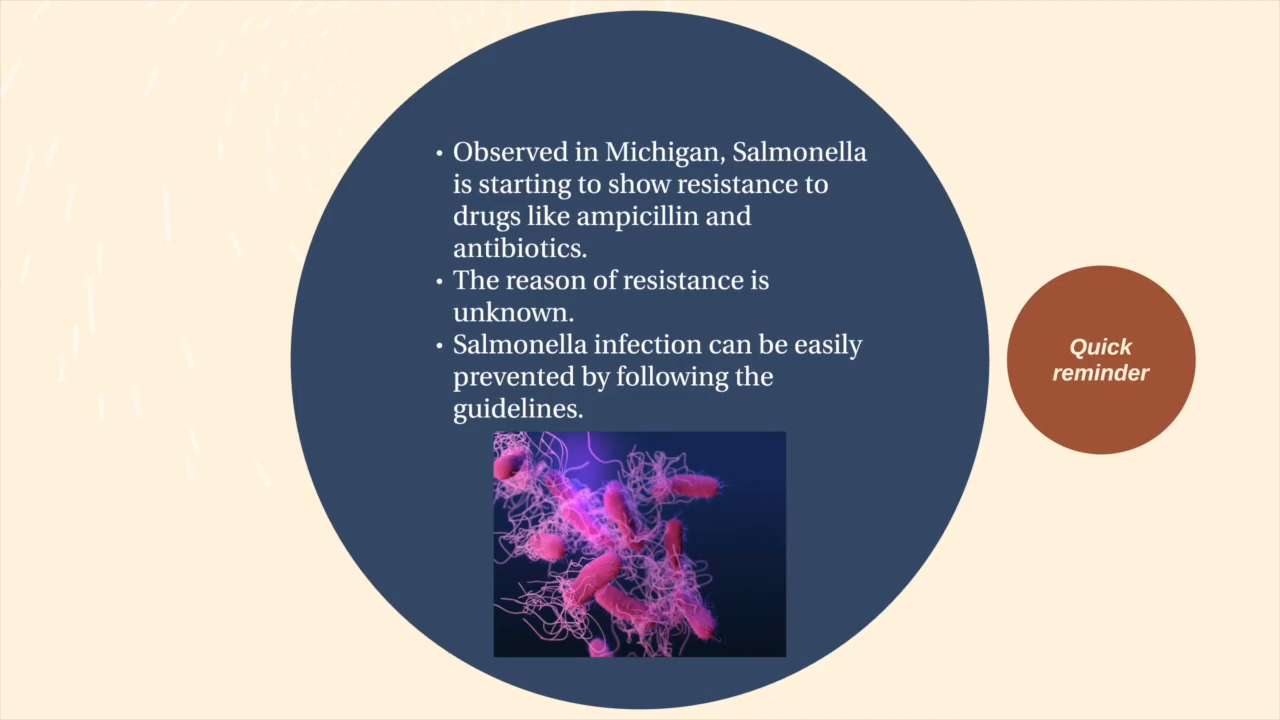 • Observed in Michigan, Salmonella
is starting to show resistance to
drugs like ampicillin and
antibiotics.
• The reason of resistance is
unknown.
• Salmonella infection can be easily
prevented by following the
guidelines.
Quick
reminder